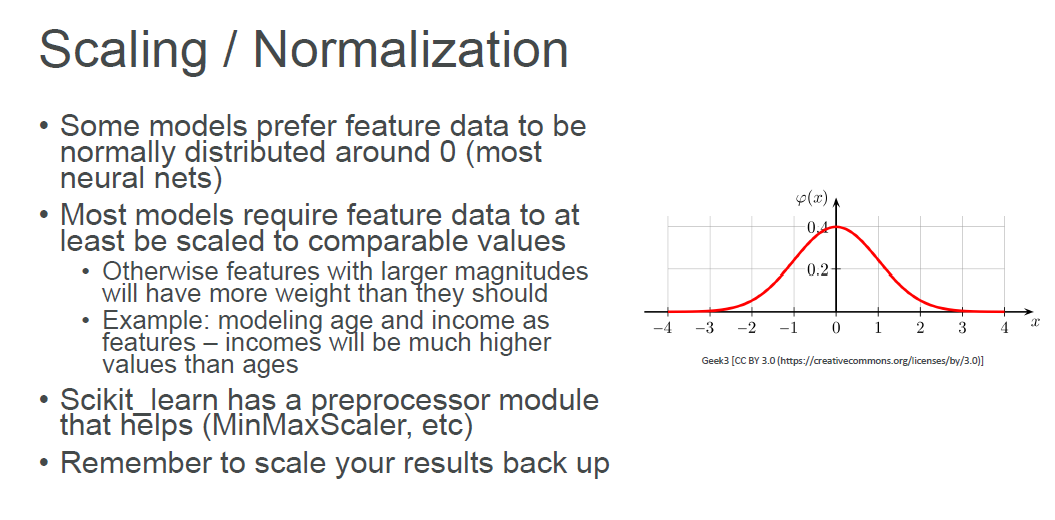 Scaling / Normalization
• Some models prefer feature data to be
normally distributed around 0 (most
neural nets)
• Most models require feature data to at
least be scaled to comparable values
• Otherwise features with larger magnitudes
will have more weight than they should
• Example: modeling age and income as
features – incomes will be much higher
values than ages
• Scikit_learn has a preprocessor module
that helps (MinMaxScaler, etc)
• Remember to scale your results back up
φ(x)
0.4
0.2
−4 −3 −2 −1 0 1 2 3 4 x
Geek3 [CC BY 3.0 (https://creativecommons.org/licenses/by/3.0)]